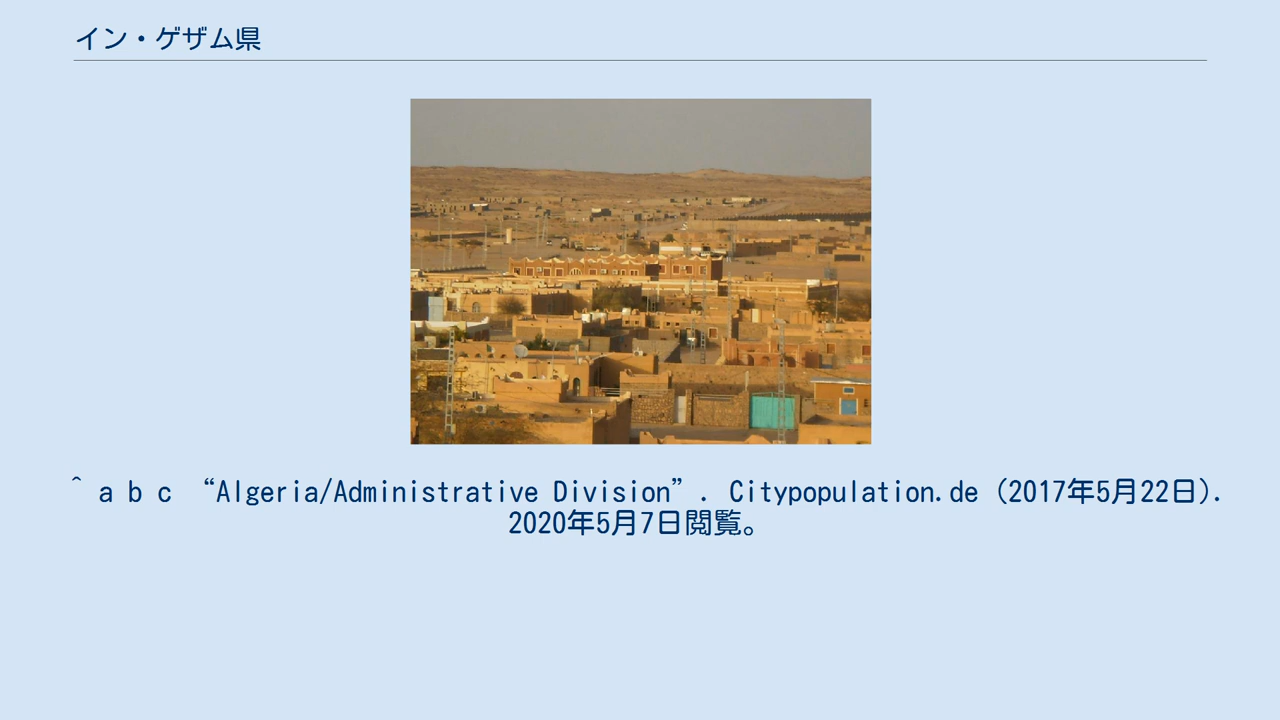 イン・ゲザム県
^ a b c “Algeria/Administrative Division”. Citypopulation.de (2017年5月22日).
2020年5月7日閲覧。